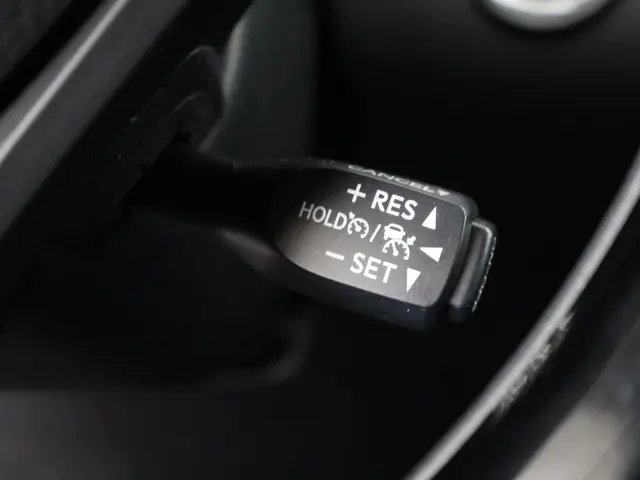 CANCEL▼
+ RES ▲
HOLD / ◀
− SET ▼